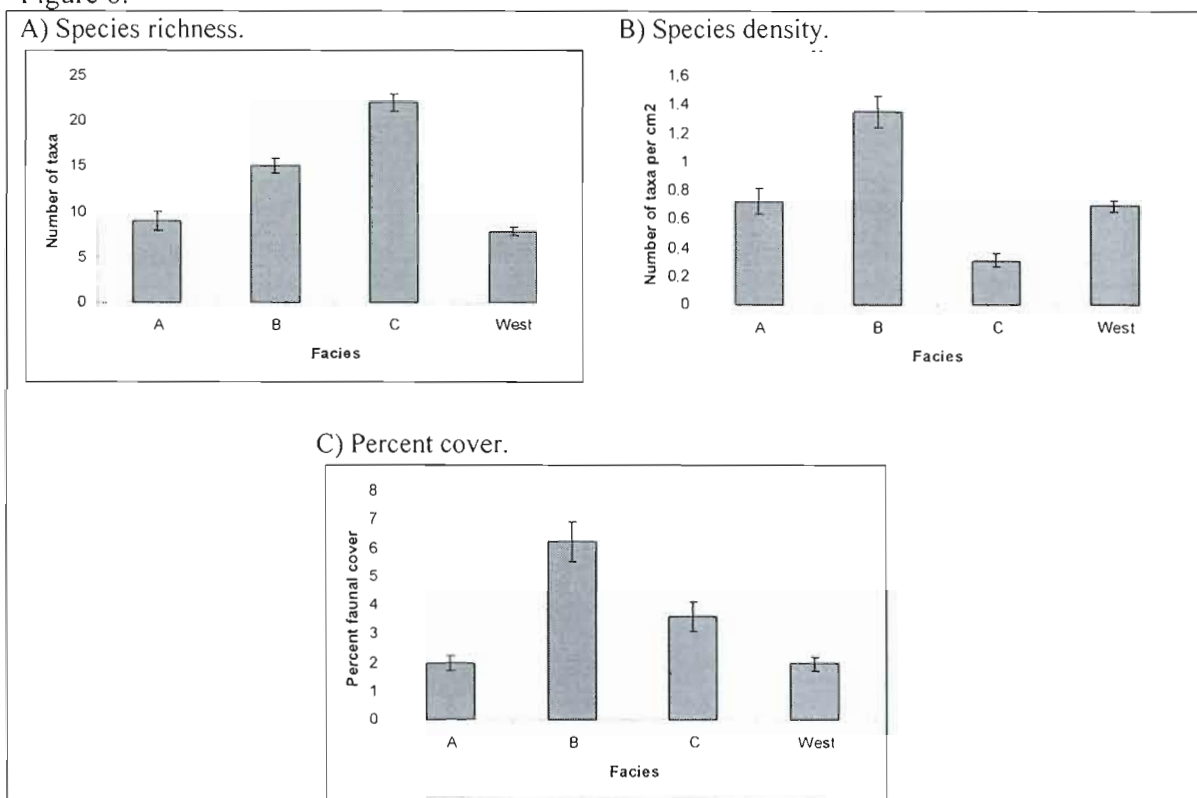 A) Species richness.
25
20
15
10
5
0
Number of taxa
A B C West
Facies
B) Species density.
1,6
1.4
1.2
1
0.8
0.6
0.4
0.2
0
Number of taxa per cm2
A B C West
Facies
C) Percent cover.
8
7
6
5
4
3
2
1
0
Percent faunal cover
A B C West
Facies